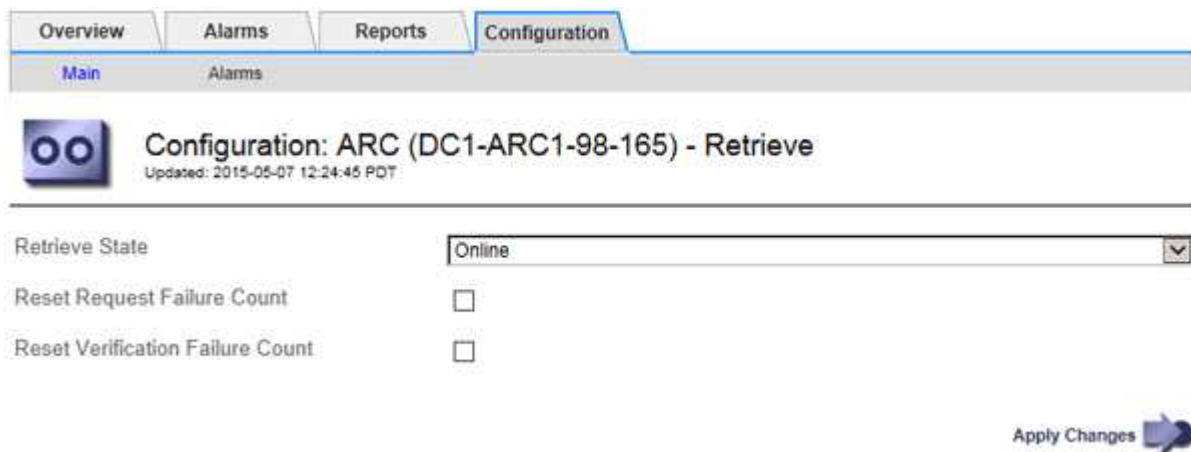 Overview Alarms Reports Configuration
Main Alarms
Configuration: ARC (DC1-ARC1-98-165) - Retrieve
Updated: 2015-05-07 12:24:45 PDT
Retrieve State Online
Reset Request Failure Count
Reset Verification Failure Count
Apply Changes